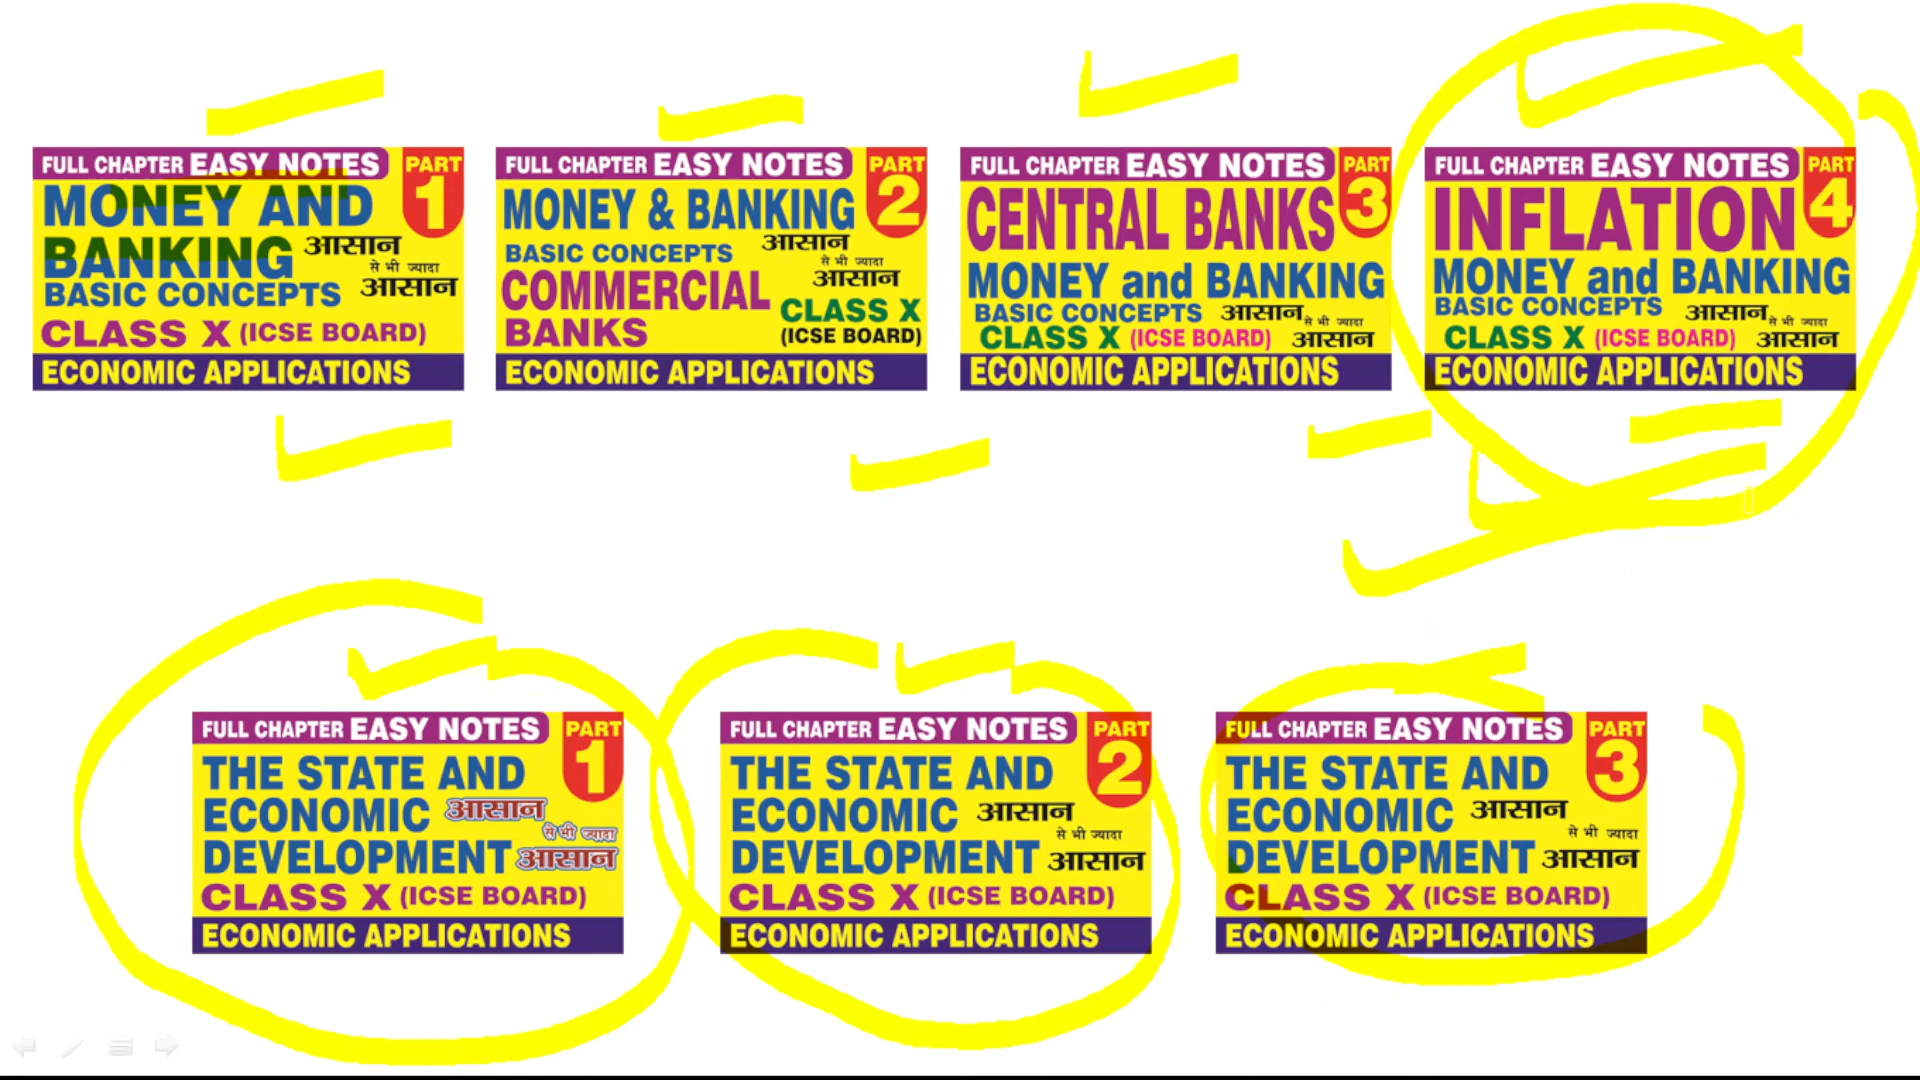 FULL CHAPTER EASY NOTES PART 1
MONEY AND
BANKING आसान
से भी ज्यादा
BASIC CONCEPTS आसान
CLASS X (ICSE BOARD)
ECONOMIC APPLICATIONS
FULL CHAPTER EASY NOTES PART 2
MONEY & BANKING
BASIC CONCEPTS आसान
से भी ज्यादा
COMMERCIAL आसान
BANKS CLASS X
(ICSE BOARD)
ECONOMIC APPLICATIONS
FULL CHAPTER EASY NOTES PART 3
CENTRAL BANKS
MONEY and BANKING
BASIC CONCEPTS आसान
से भी ज्यादा
CLASS X (ICSE BOARD) आसान
ECONOMIC APPLICATIONS
FULL CHAPTER EASY NOTES PART 4
INFLATION
MONEY and BANKING
BASIC CONCEPTS आसान
से भी ज्यादा
CLASS X (ICSE BOARD) आसान
ECONOMIC APPLICATIONS
FULL CHAPTER EASY NOTES PART 1
THE STATE AND
ECONOMIC आसान
से भी ज्यादा
DEVELOPMENT आसान
CLASS X (ICSE BOARD)
ECONOMIC APPLICATIONS
FULL CHAPTER EASY NOTES PART 2
THE STATE AND
ECONOMIC आसान
से भी ज्यादा
DEVELOPMENT आसान
CLASS X (ICSE BOARD)
ECONOMIC APPLICATIONS
FULL CHAPTER EASY NOTES PART 3
THE STATE AND
ECONOMIC आसान
से भी ज्यादा
DEVELOPMENT आसान
CLASS X (ICSE BOARD)
ECONOMIC APPLICATIONS